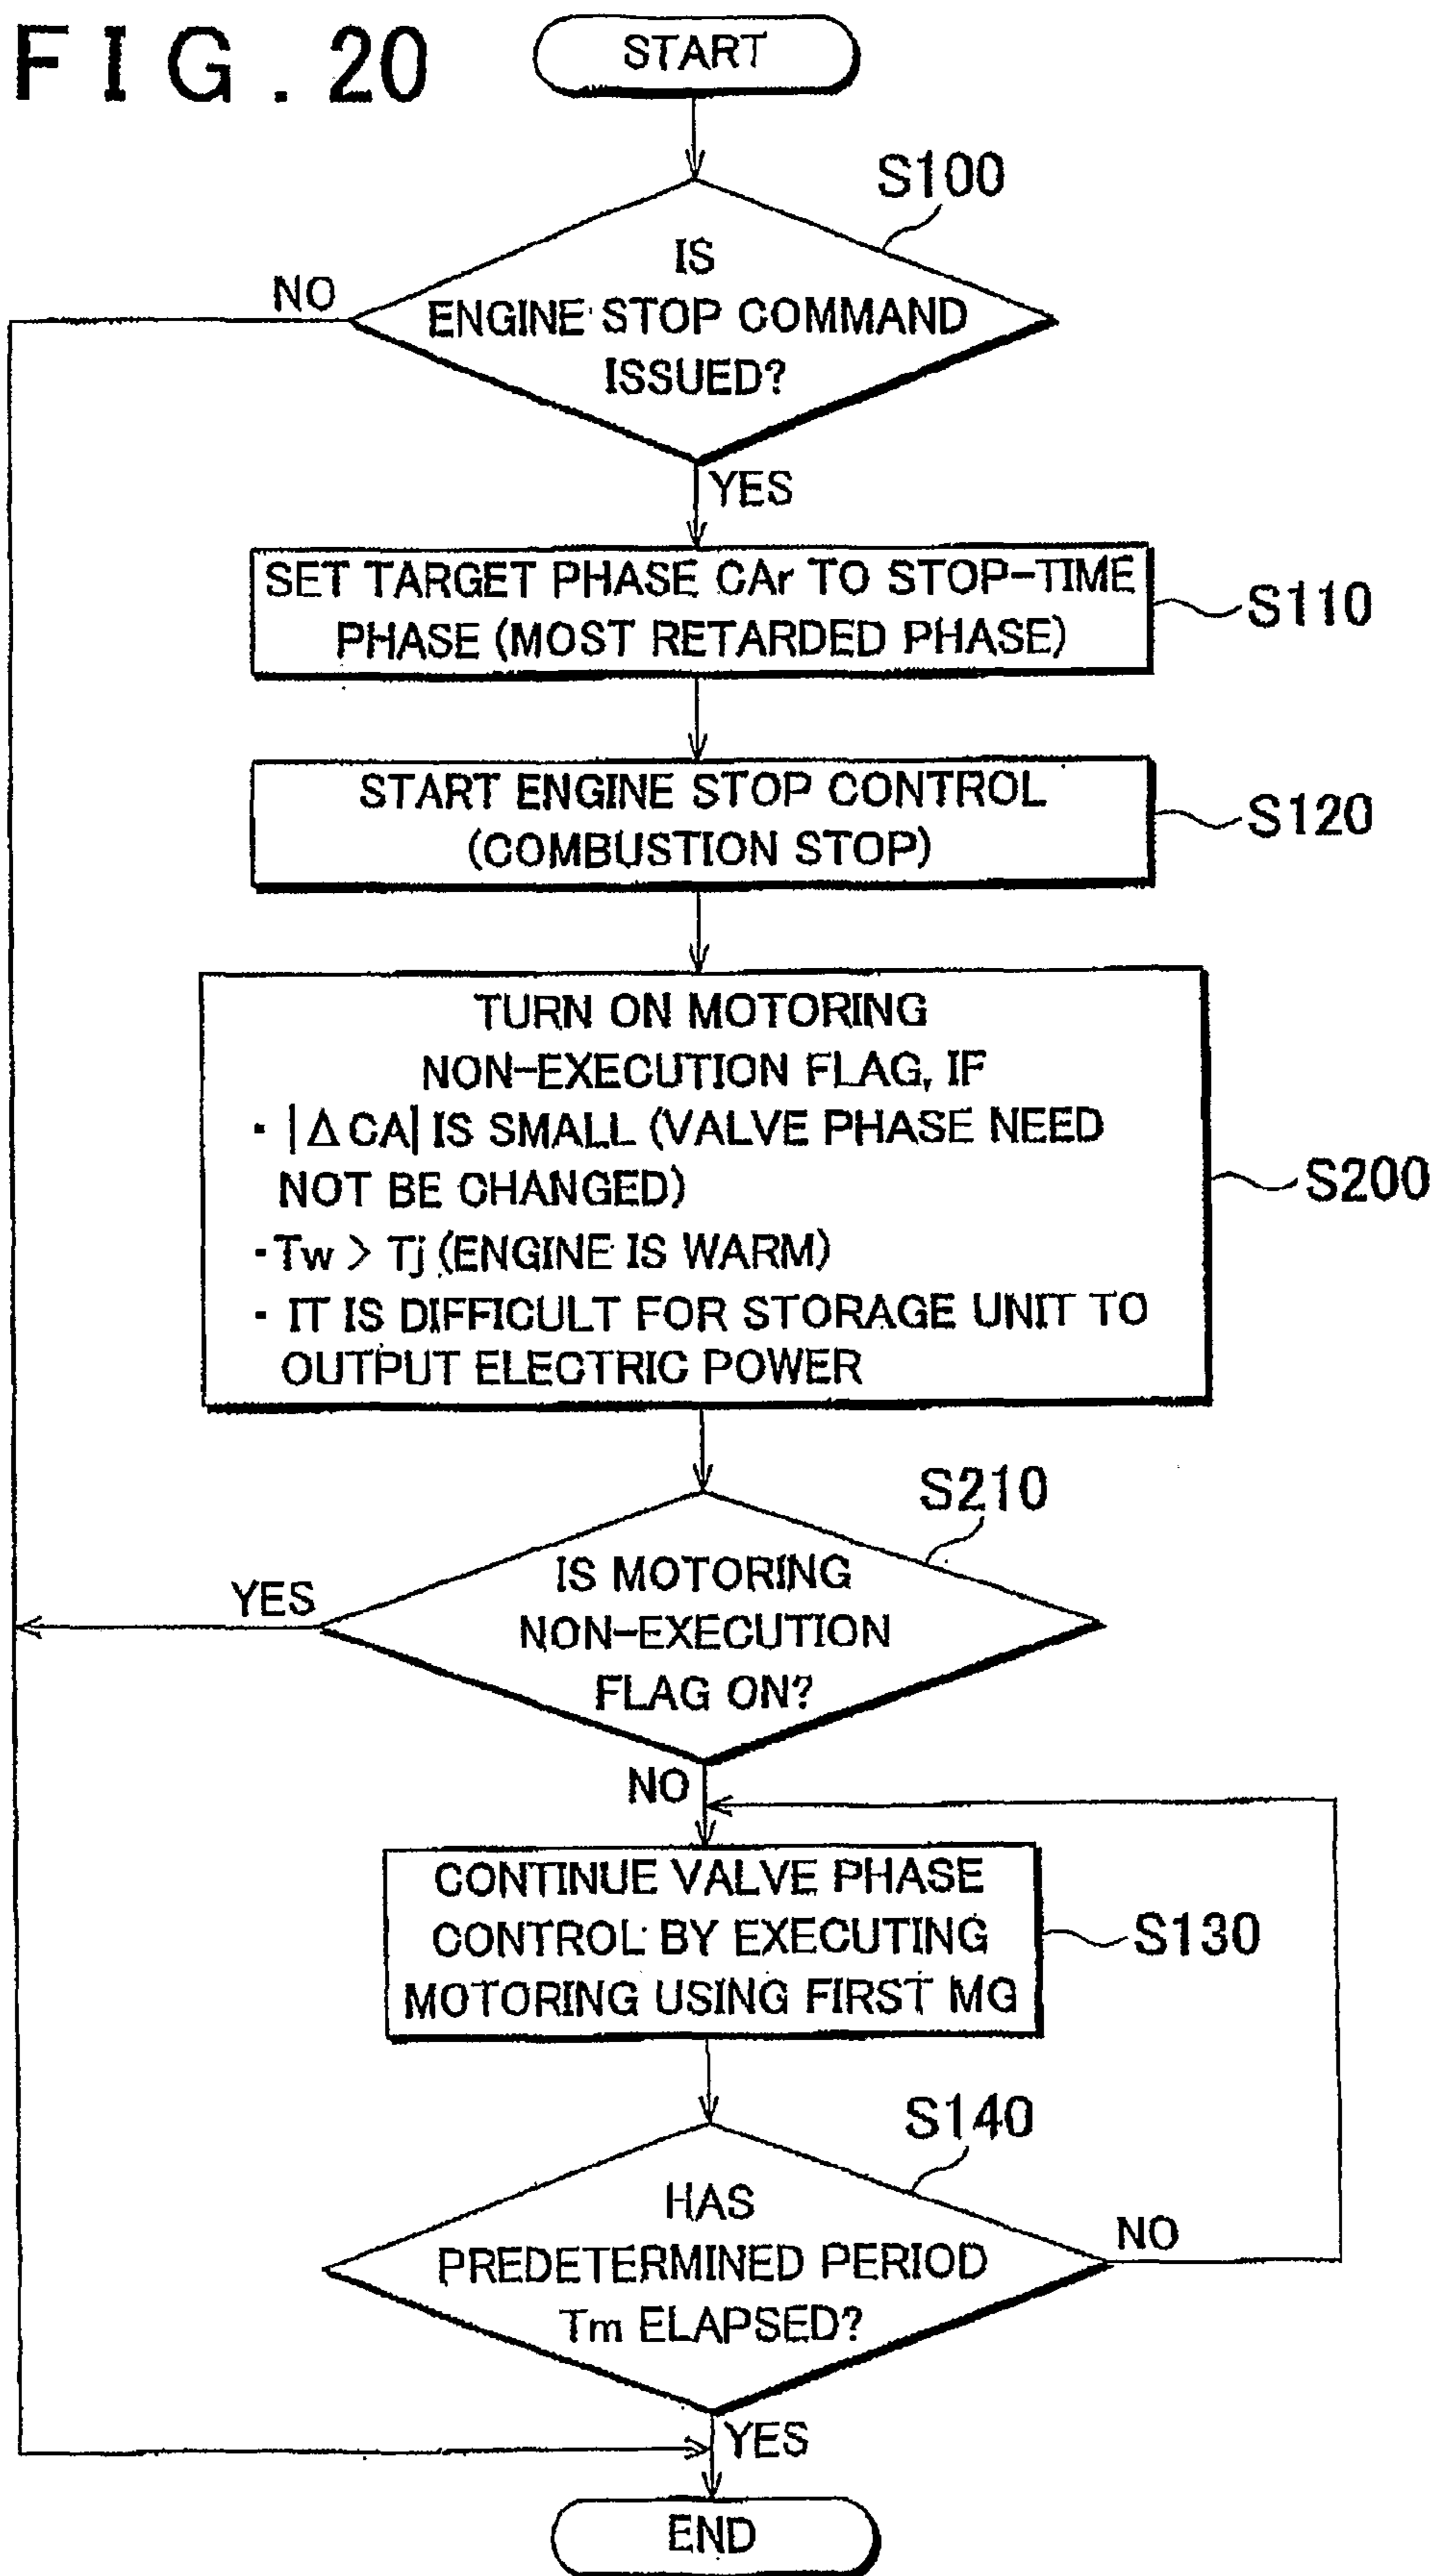 FIG. 20
START
S100
IS
ENGINE STOP COMMAND
ISSUED?
NO
YES
SET TARGET PHASE CAr TO STOP-TIME
PHASE (MOST RETARDED PHASE)
S110
START ENGINE STOP CONTROL
(COMBUSTION STOP)
S120
TURN ON MOTORING
NON-EXECUTION FLAG, IF
・|ΔCA| IS SMALL (VALVE PHASE NEED
NOT BE CHANGED)
・Tw > Tj (ENGINE IS WARM)
・IT IS DIFFICULT FOR STORAGE UNIT TO
OUTPUT ELECTRIC POWER
S200
S210
IS MOTORING
NON-EXECUTION
FLAG ON?
YES
NO
CONTINUE VALVE PHASE
CONTROL BY EXECUTING
MOTORING USING FIRST MG
S130
S140
HAS
PREDETERMINED PERIOD
Tm ELAPSED?
NO
YES
END